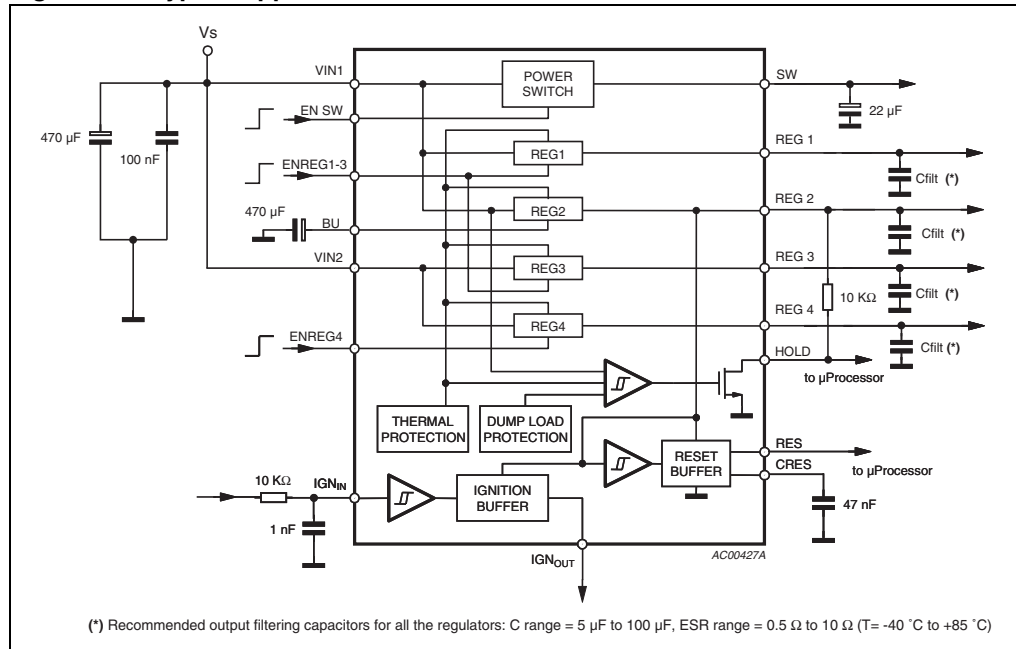 Vs
VIN1
POWER
SWITCH
SW
EN SW
22 µF
470 µF
100 nF
REG1
REG 1
ENREG1-3
Cfilt (*)
470 µF
BU
REG2
REG 2
Cfilt (*)
VIN2
REG3
REG 3
10 KΩ
Cfilt (*)
REG4
REG 4
ENREG4
Cfilt (*)
HOLD
to µProcessor
THERMAL
PROTECTION
DUMP LOAD
PROTECTION
RES
to µProcessor
RESET
BUFFER
CRES
10 KΩ
IGNIN
IGNITION
BUFFER
47 nF
1 nF
IGNOUT
AC00427A
(*) Recommended output filtering capacitors for all the regulators: C range = 5 µF to 100 µF, ESR range = 0.5 Ω to 10 Ω (T= -40 ˚C to +85 ˚C)